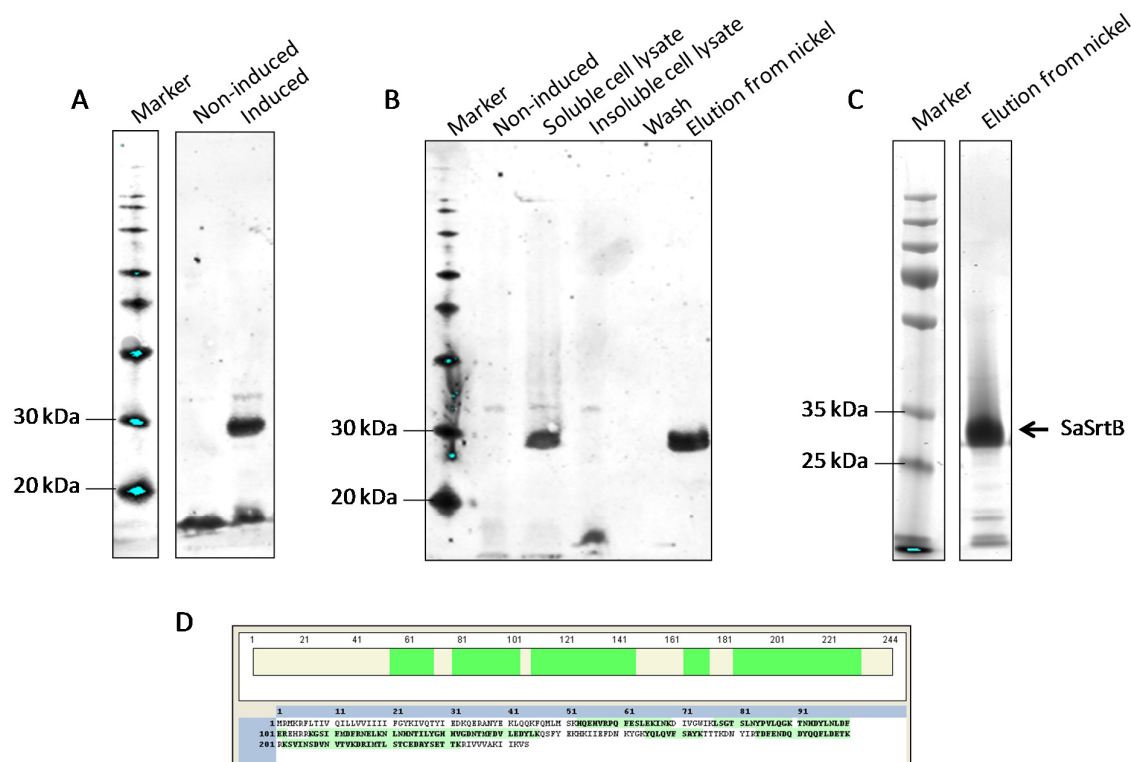 A
Marker
Non-induced
Induced
30 kDa
20 kDa
B
Marker
Non-induced
Soluble cell lysate
Insoluble cell lysate
Wash
Elution from nickel
30 kDa
20 kDa
C
Marker
Elution from nickel
35 kDa
25 kDa
SaSrtB
D
1 21 41 61 81 101 121 141 161 181 201 221 244
1 11 21 31 41 51 61 71 81 91
1 MRMKRFLTIV QILLVVIIII FGYKIVQTYI EDKQERANYE KLQQKFQMLM SKHQEHVRPQ FESLEKINKD IVGWIKLSGT SLNYPVLQGK TNHDYLNLDF
101 EREHRRKGSI FMDFRNELKN LNHNTILYGH HVGDNTMFDV LEDYLKQSFY EKHKIIEFDN KYGKYQLQVF SAYKTTTKDN YIRTDFENDQ DYQQFLDETK
201 RKSVINSDVN VTVKDRIMTL STCEDAYSET TKRIVVVAKI IKVS